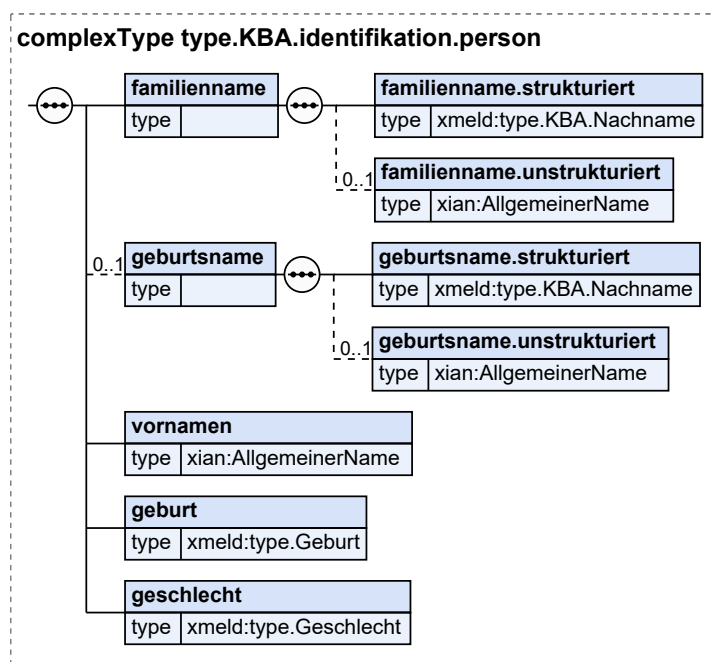 complexType type.KBA.identifikation.person
familienname
type
familienname.strukturiert
type xmeld:type.KBA.Nachname
0..1
familienname.unstrukturiert
type xian:AllgemeinerName
0..1
geburtsname
type
geburtsname.strukturiert
type xmeld:type.KBA.Nachname
0..1
geburtsname.unstrukturiert
type xian:AllgemeinerName
vornamen
type xian:AllgemeinerName
geburt
type xmeld:type.Geburt
geschlecht
type xmeld:type.Geschlecht